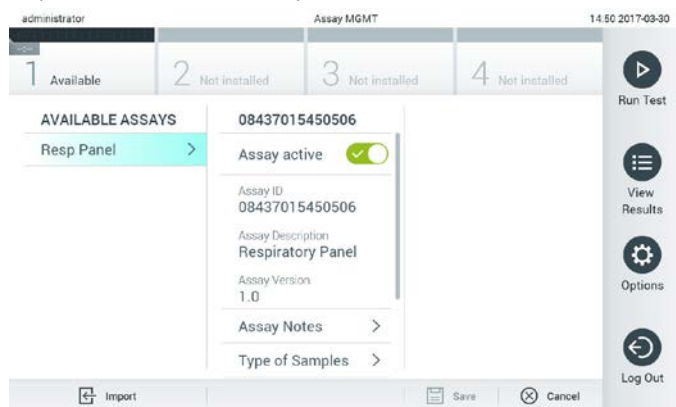 administrator Assay MGMT 14:50 2017-03-30
1 Available 2 Not installed 3 Not installed 4 Not installed
Run Test
AVAILABLE ASSAYS
Resp Panel
08437015450506
Assay active
Assay ID
08437015450506
Assay Description
Respiratory Panel
Assay Version
1.0
Assay Notes
Type of Samples
View
Results
Options
Log Out
Import Save Cancel